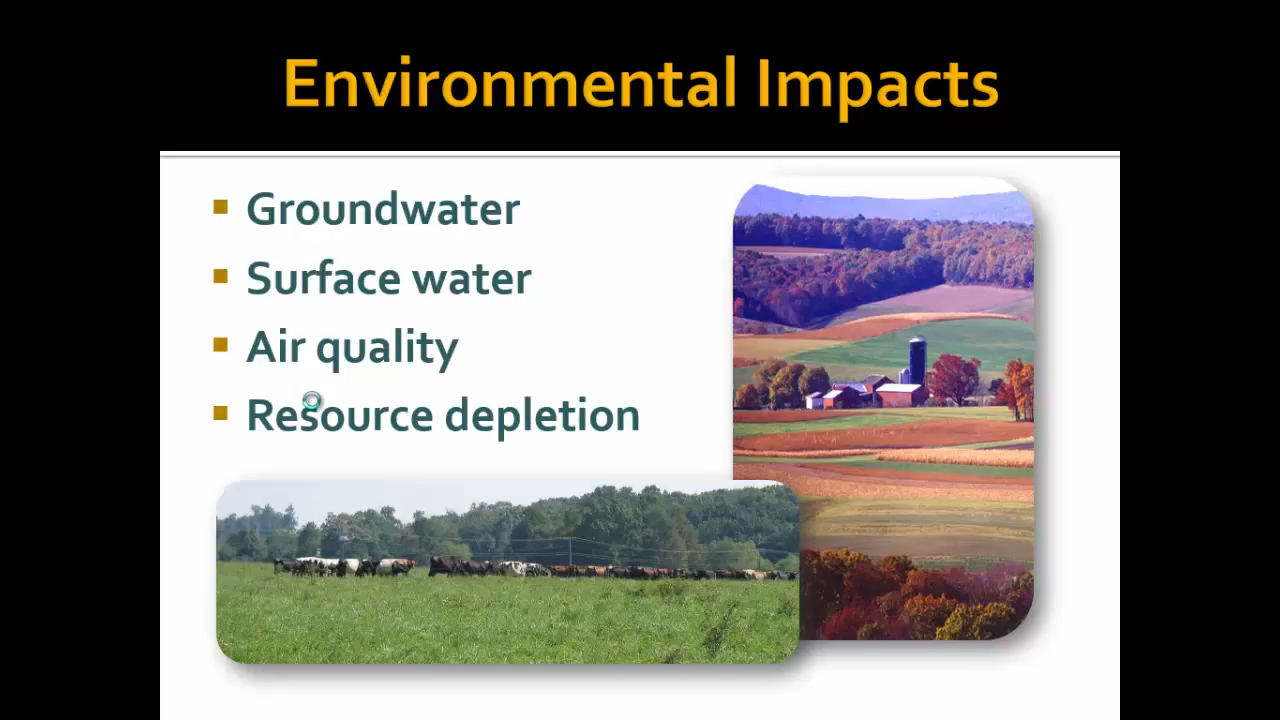 Environmental Impacts
Groundwater
Surface water
Air quality
Resource depletion